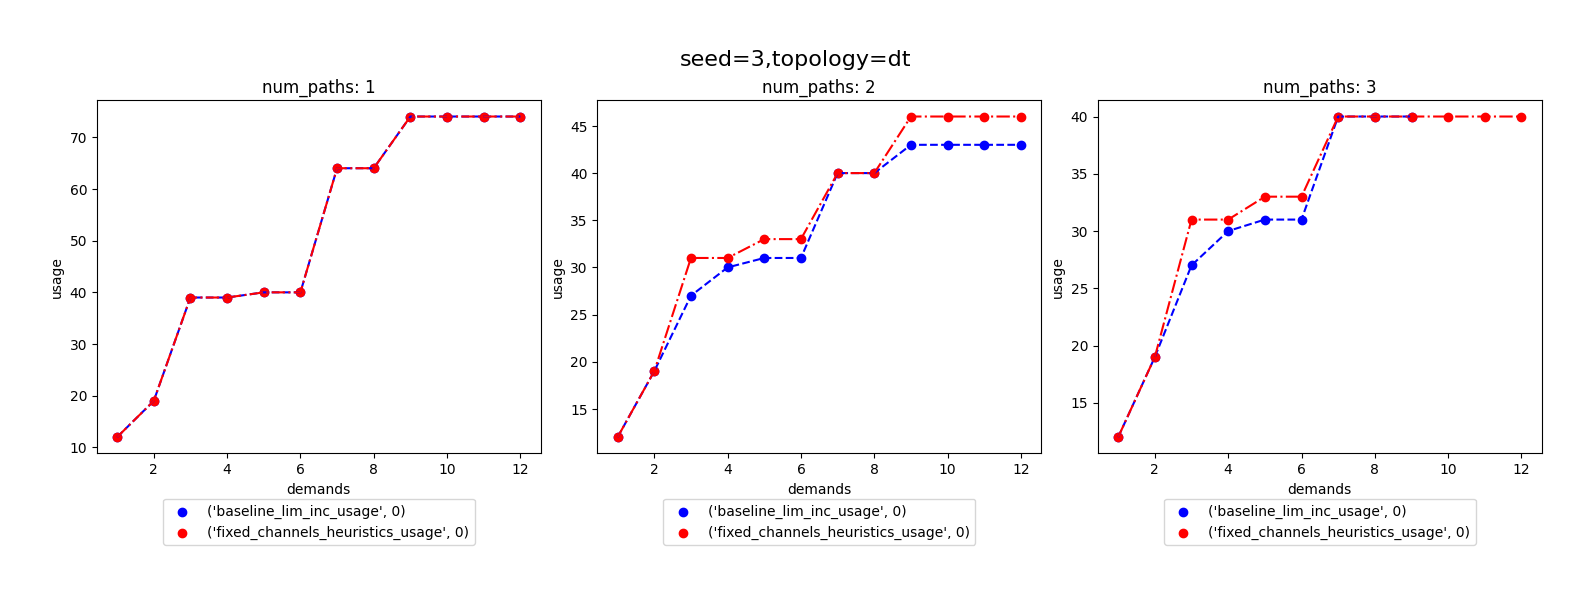 seed=3,topology=dt
num_paths: 1
70
60
50
40
30
20
10
usage
2 4 6 8 10 12
demands
('baseline_lim_inc_usage', 0)
('fixed_channels_heuristics_usage', 0)
num_paths: 2
45
40
35
30
25
20
15
usage
2 4 6 8 10 12
demands
('baseline_lim_inc_usage', 0)
('fixed_channels_heuristics_usage', 0)
num_paths: 3
40
35
30
25
20
15
usage
2 4 6 8 10 12
demands
('baseline_lim_inc_usage', 0)
('fixed_channels_heuristics_usage', 0)